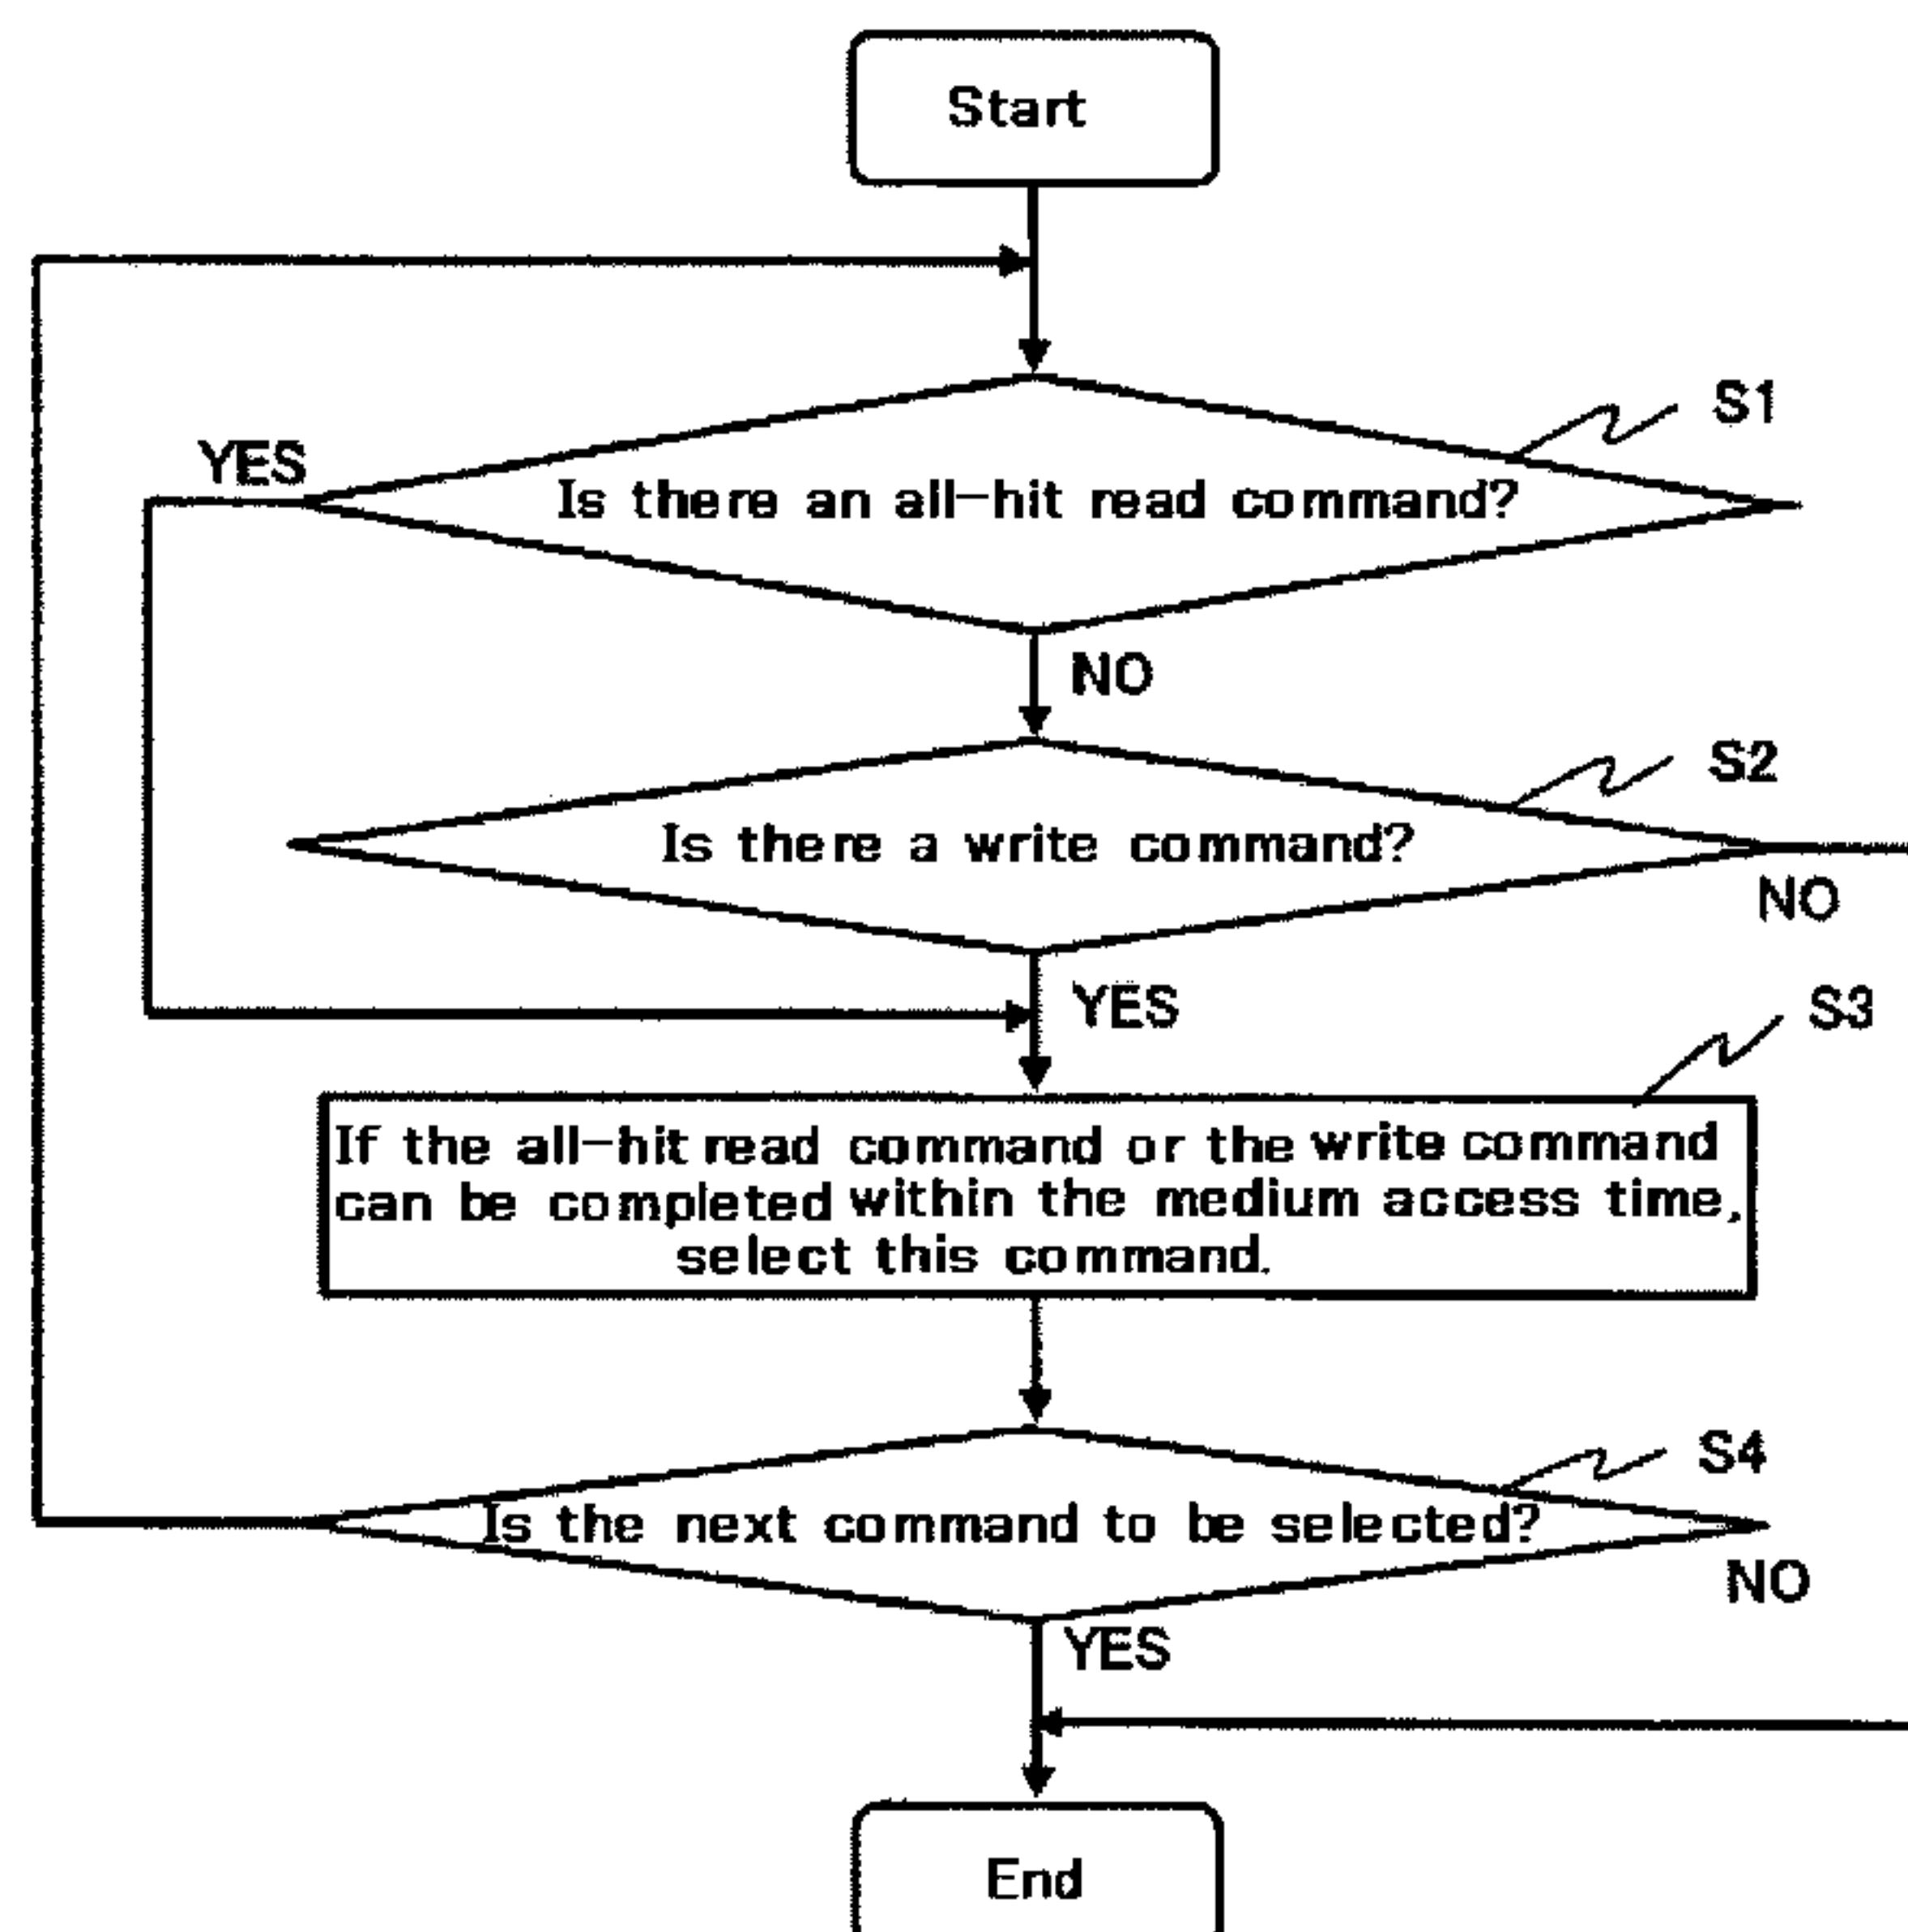 Start
S1
YES
Is there an all-hit read command?
NO
S2
Is there a write command?
NO
YES
S3
If the all-hit read command or the write command
can be completed within the medium access time,
select this command.
S4
Is the next command to be selected?
NO
YES
End